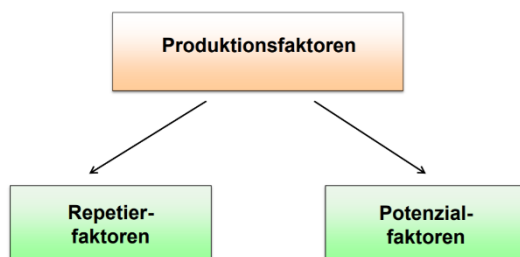 Produktionsfaktoren
Repetier-
faktoren
Potenzial-
faktoren